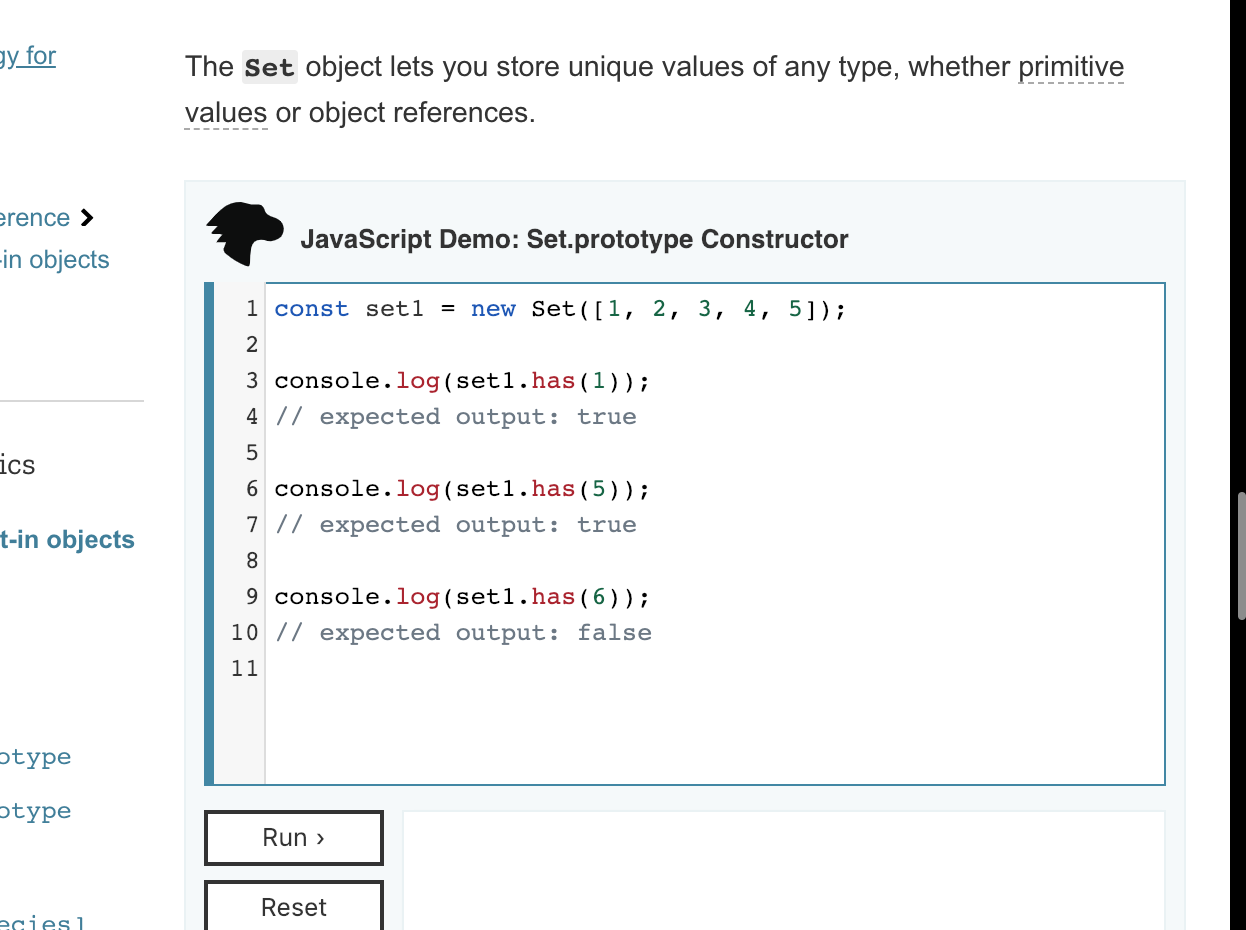 gy for
erence
-in objects
ics
t-in objects
otype
otype
ecies]
The Set object lets you store unique values of any type, whether primitive
values or object references.
JavaScript Demo: Set.prototype Constructor
1 const set1 = new Set([1, 2, 3, 4, 5]);
2
3 console.log(set1.has(1));
4 // expected output: true
5
6 console.log(set1.has(5));
7 // expected output: true
8
9 console.log(set1.has(6));
10 // expected output: false
11
Run ›
Reset